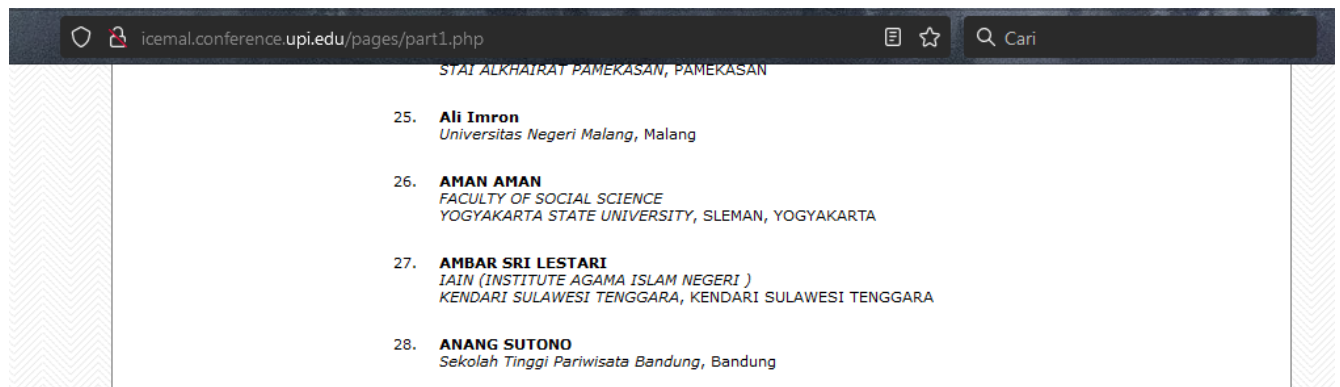 icemal.conference.upi.edu/pages/part1.php Cari
STAI ALKHAIRAT PAMEKASAN, PAMEKASAN
25. Ali Imron
Universitas Negeri Malang, Malang
26. AMAN AMAN
FACULTY OF SOCIAL SCIENCE
YOGYAKARTA STATE UNIVERSITY, SLEMAN, YOGYAKARTA
27. AMBAR SRI LESTARI
IAIN (INSTITUTE AGAMA ISLAM NEGERI )
KENDARI SULAWESI TENGGARA, KENDARI SULAWESI TENGGARA
28. ANANG SUTONO
Sekolah Tinggi Pariwisata Bandung, Bandung